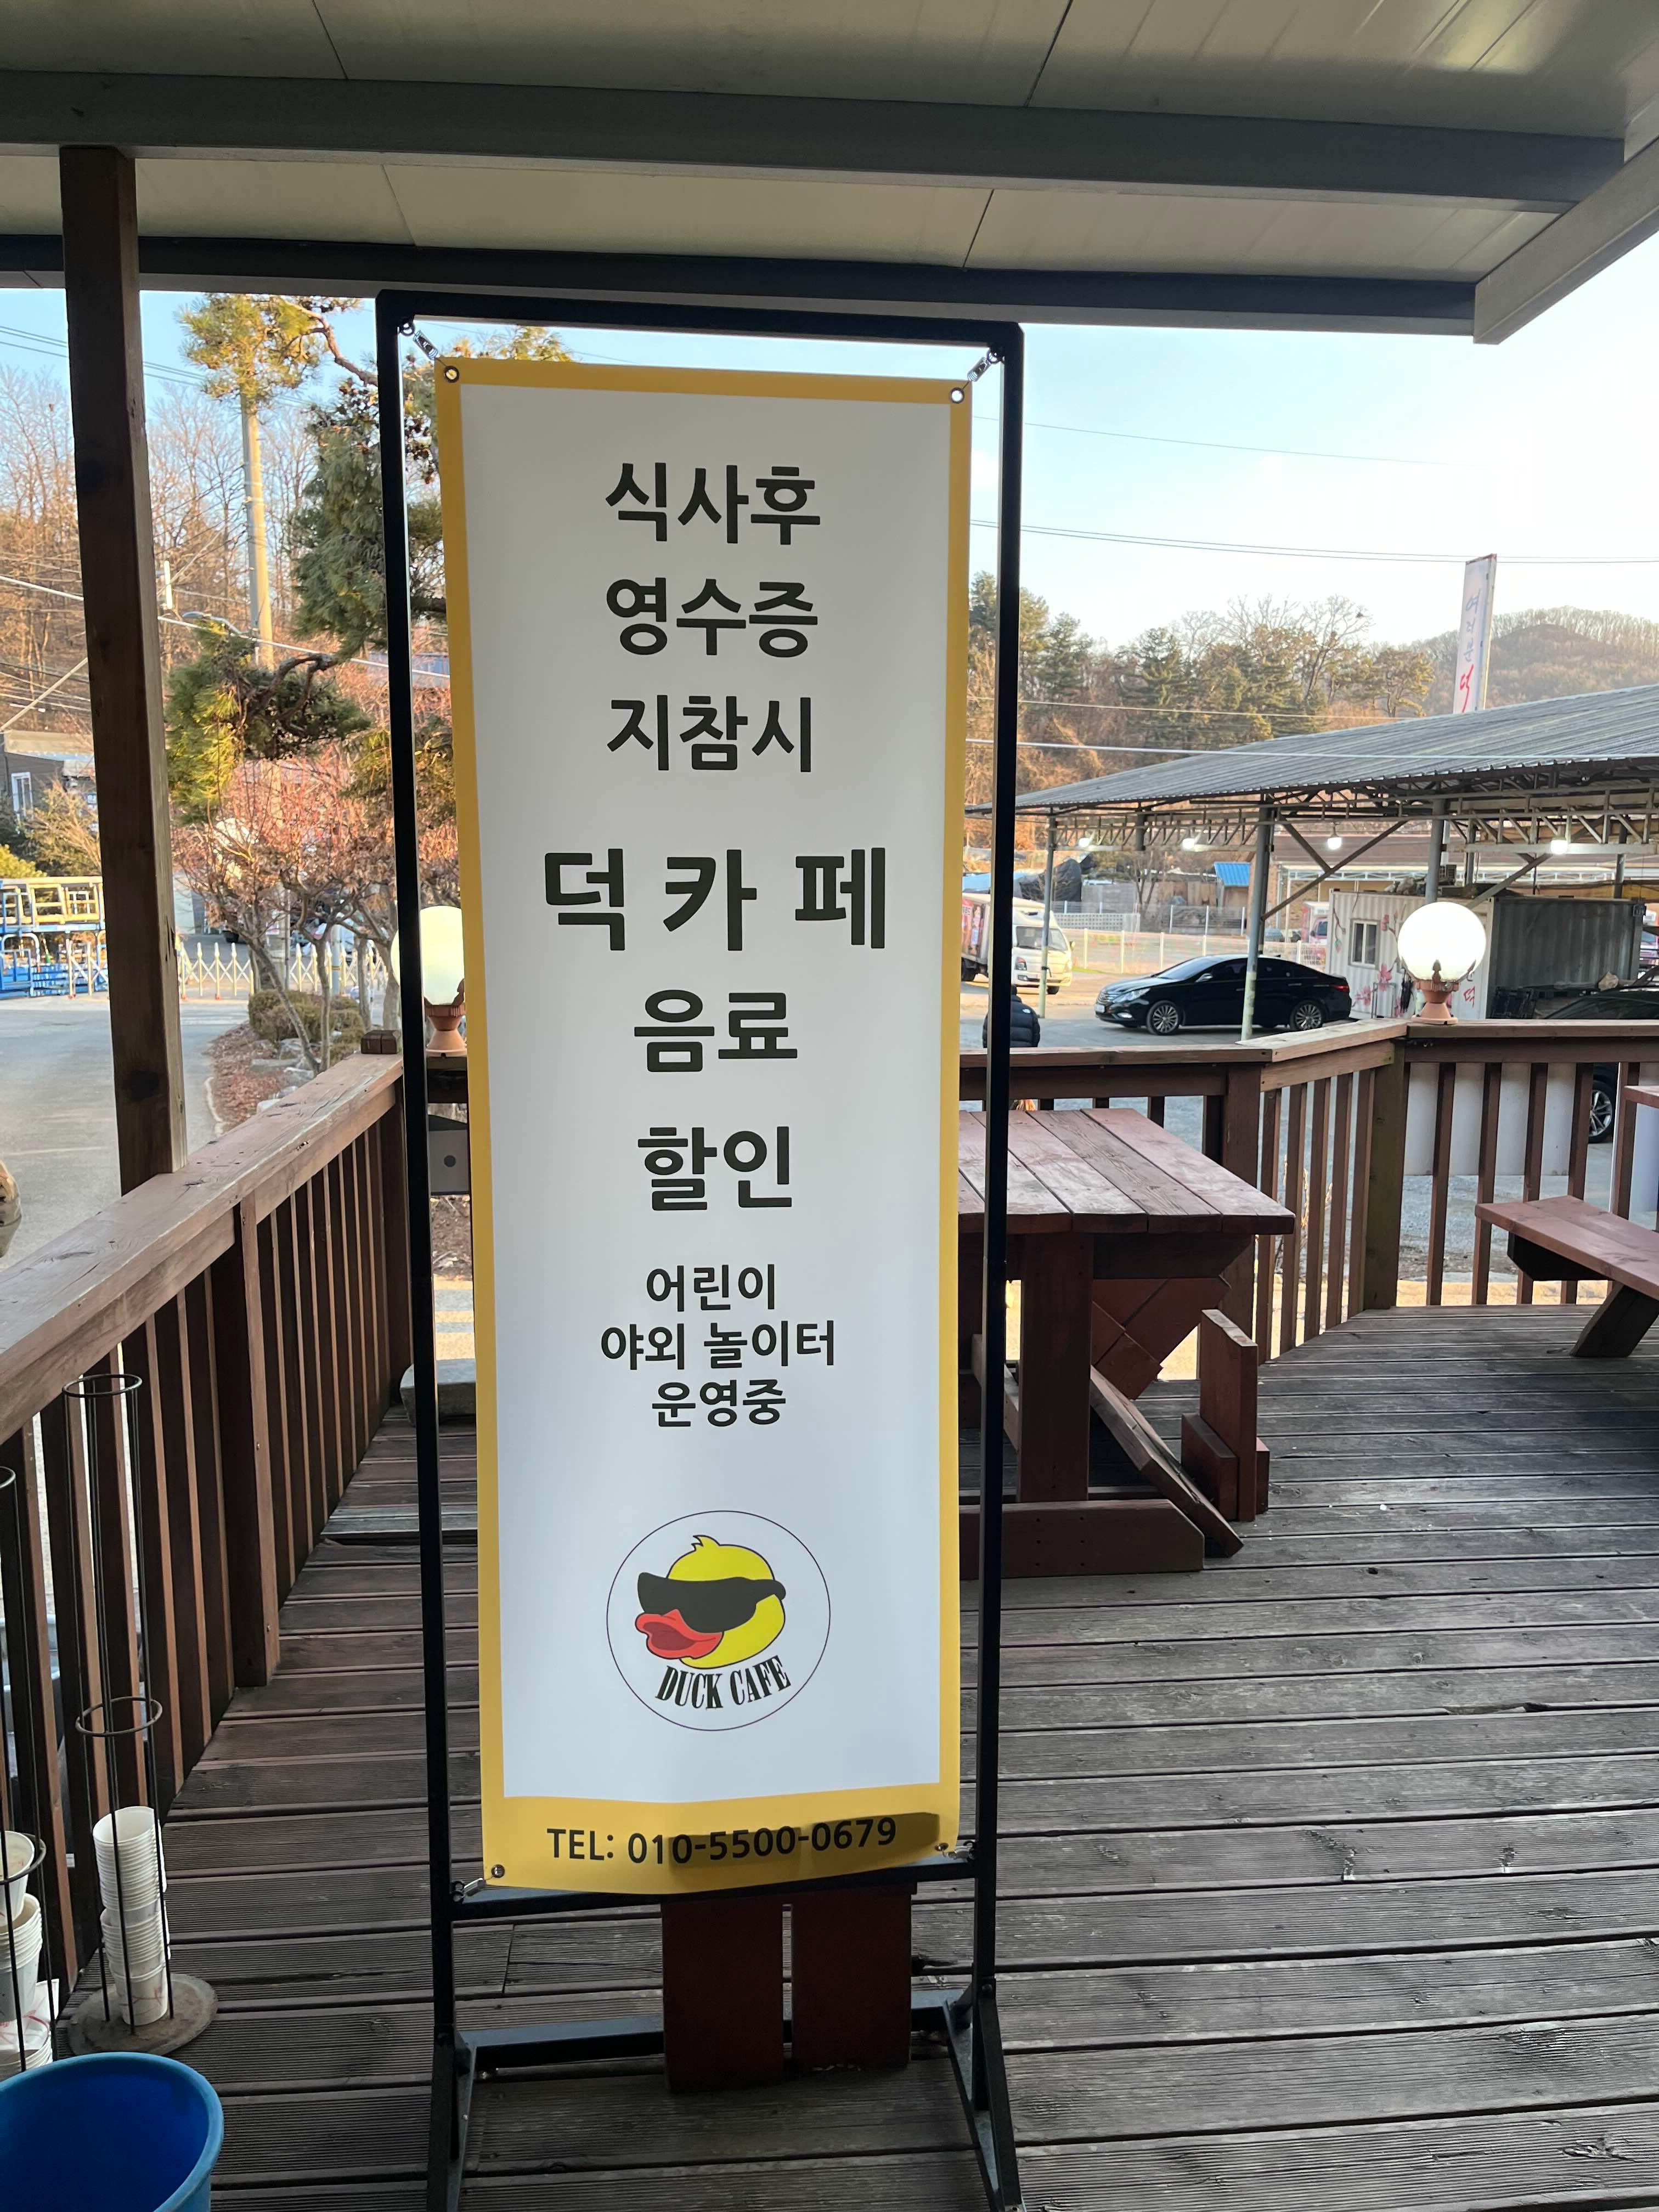 식사후
영수증
지참시
덕 카 페
음료
할인
어린이
야외 놀이터
운영중
DUCK CAFE
TEL: 010-5500-0679